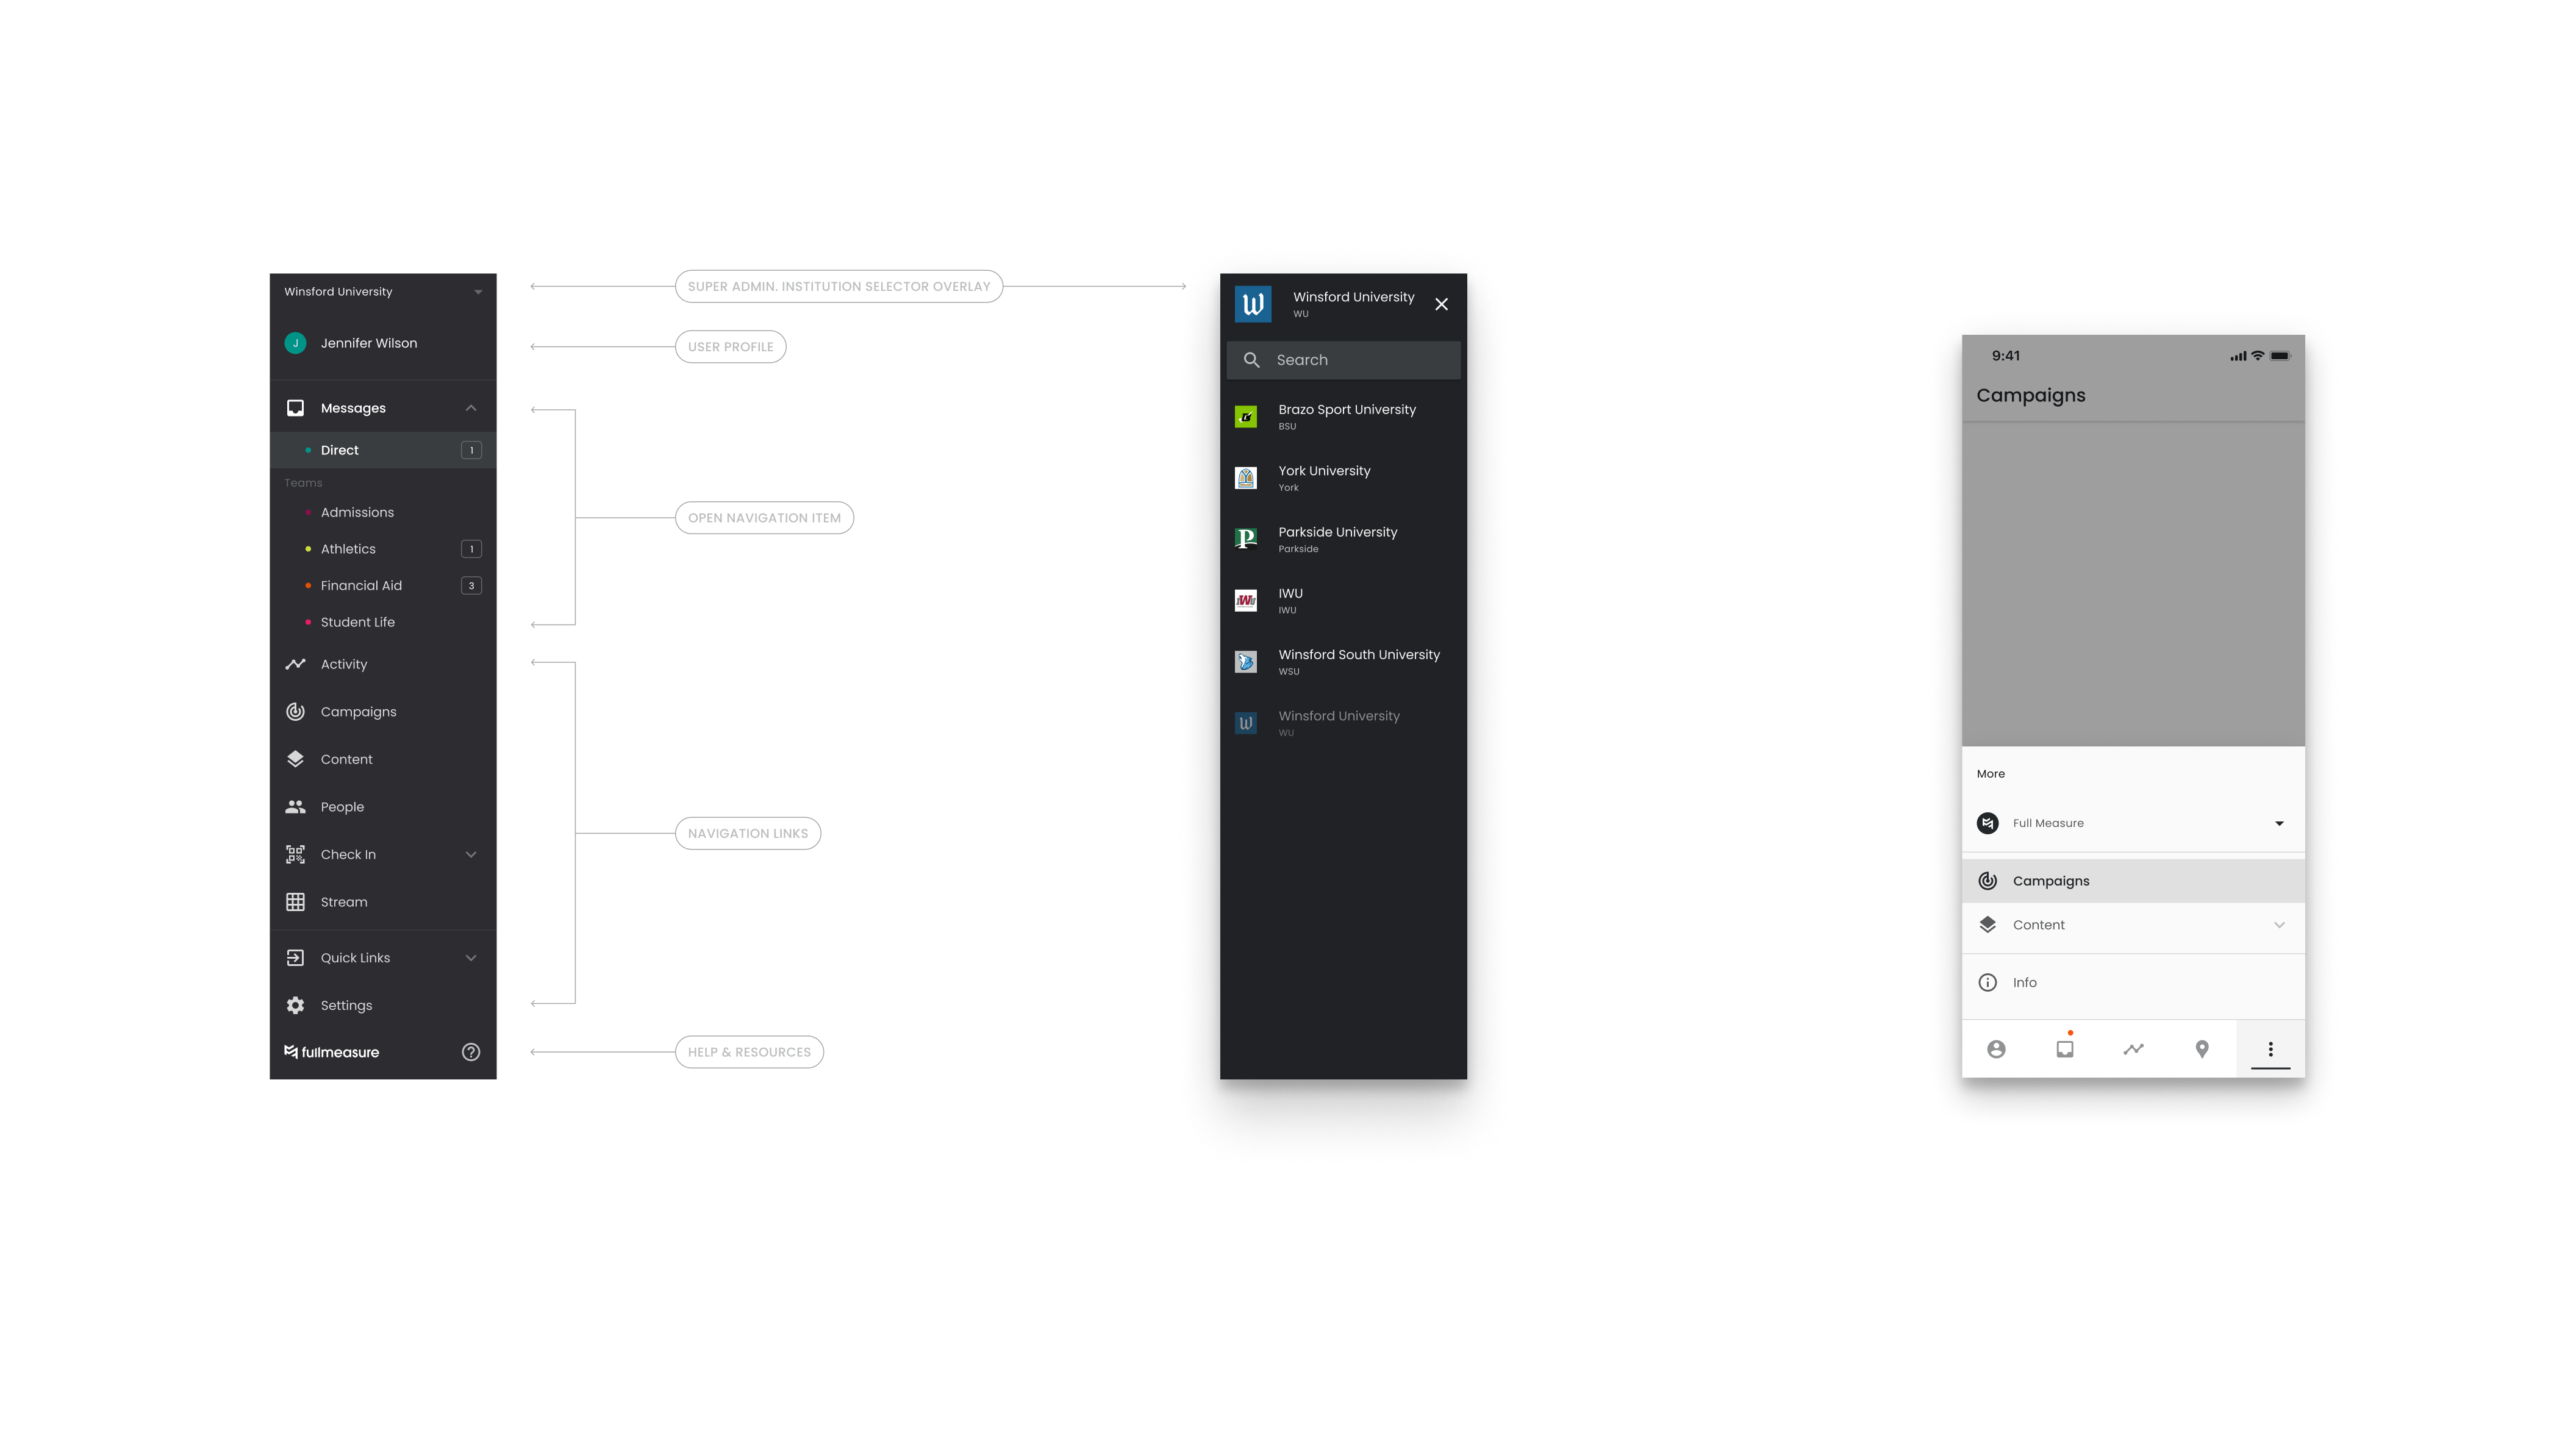 Winsford University
J
Jennifer Wilson
Messages
Direct
1
Teams
Admissions
Athletics
1
Financial Aid
3
Student Life
Activity
Campaigns
Content
People
Check In
Stream
Quick Links
Settings
fullmeasure
SUPER ADMIN. INSTITUTION SELECTOR OVERLAY
USER PROFILE
OPEN NAVIGATION ITEM
NAVIGATION LINKS
HELP & RESOURCES
W
Winsford University
WU
Search
Brazo Sport University
BSU
York University
York
P
Parkside University
Parkside
IWU
IWU
IWU
Winsford South University
WSU
W
Winsford University
WU
9:41
Campaigns
More
Full Measure
Campaigns
Content
Info